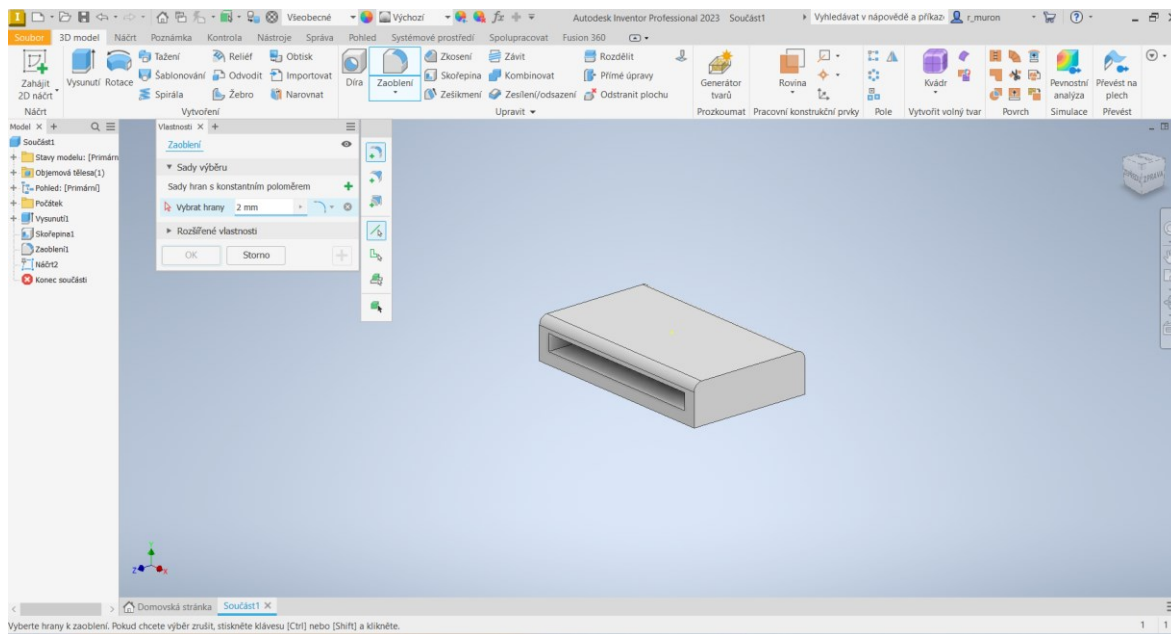 Všeobecné Výchozí fx Autodesk Inventor Professional 2023 Součást1 Vyhledávat v nápovědě a příkaz r_muron
Soubor 3D model Náčrt Poznámka Kontrola Nástroje Správa Pohled Systémové prostředí Spolupracovat Fusion 360
Zahájit 2D náčrt
Vysunutí
Rotace
Tažení
Šablonování
Spirála
Reliéf
Odvodit
Žebro
Obtisk
Importovat
Narovnat
Díra
Zaoblení
Zkosení
Skořepina
Zešikmení
Závit
Kombinovat
Zesílení/odsazení
Rozdělit
Přímé úpravy
Odstranit plochu
Generátor tvarů
Rovina
Kvádr
Pevnostní analýza
Převést na plech
Náčrt Vytvoření Upravit Prozkoumat Pracovní konstrukční prvky Pole Vytvořit volný tvar Povrch Simulace Převést
Model × +
Součást1
Stavy modelu: [Primárn
Objemová tělesa(1)
Pohled: [Primární]
Počátek
Vysunutí1
Skořepina1
Zaoblení1
Náčrt2
Konec součásti
Vlastnosti × +
Zaoblení
Sady výběru
Sady hran s konstantním poloměrem
Vybrat hrany 2 mm
Rozšířené vlastnosti
OK Storno
Z Y X
Domovská stránka Součást1 ×
Vyberte hrany k zaoblení. Pokud chcete výběr zrušit, stiskněte klávesu [Ctrl] nebo [Shift] a klikněte. 1 1